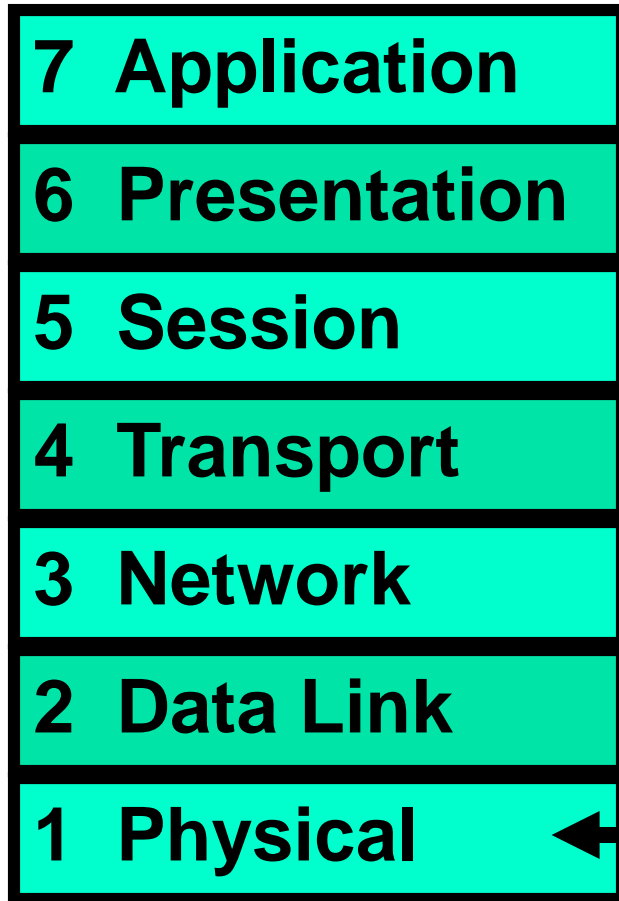 7 Application
6 Presentation
5 Session
4 Transport
3 Network
2 Data Link
1 Physical